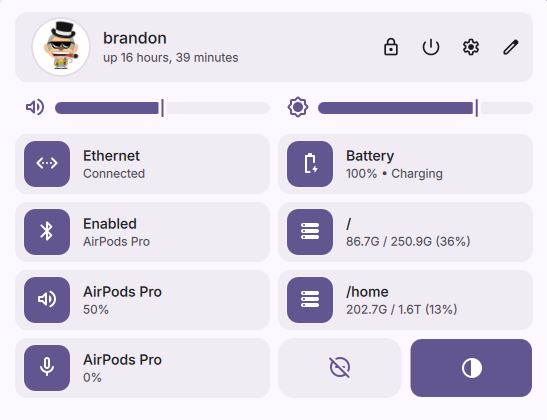 brandon
up 16 hours, 39 minutes
Ethernet
Connected
Battery
100% • Charging
Enabled
AirPods Pro
/
86.7G / 250.9G (36%)
AirPods Pro
50%
/home
202.7G / 1.6T (13%)
AirPods Pro
0%